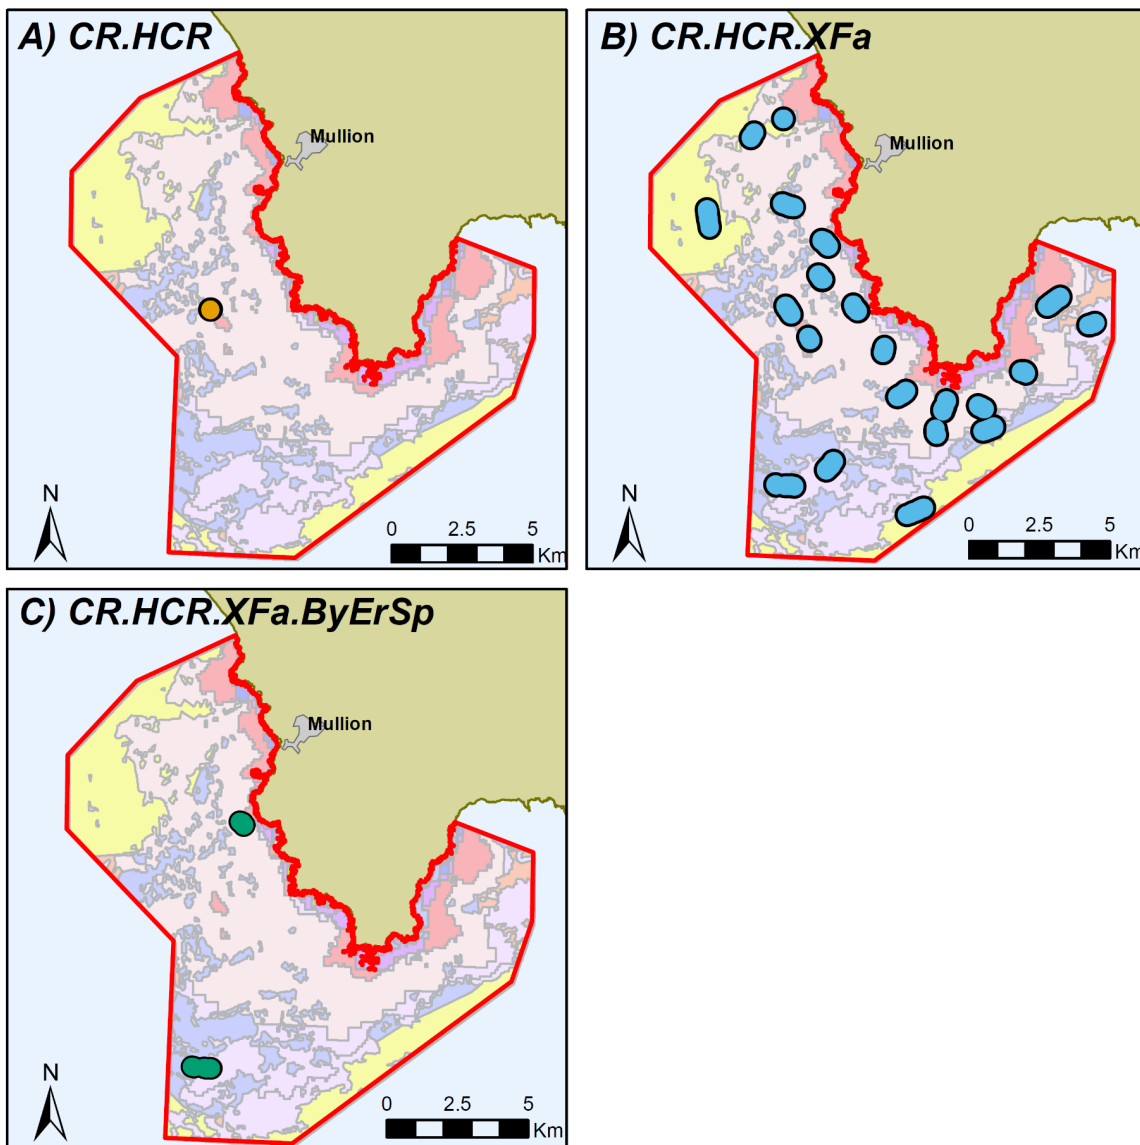 A) CR.HCR
Mullion
N
0 2.5 5
Km
B) CR.HCR.XFa
Mullion
N
0 2.5 5
Km
C) CR.HCR.XFa.ByErSp
Mullion
N
0 2.5 5
Km